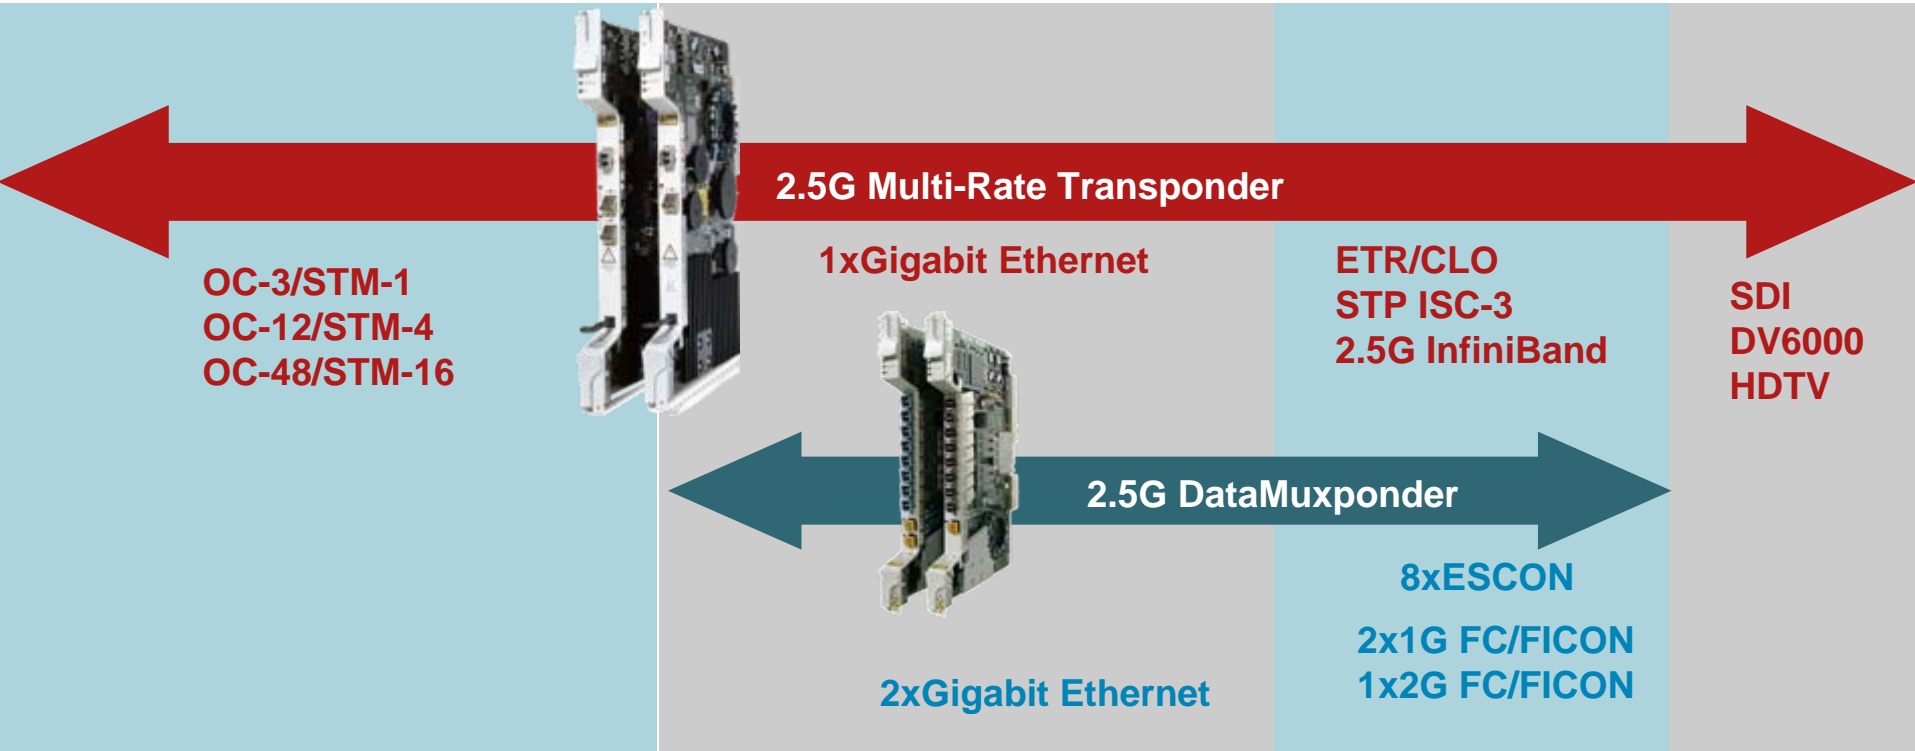 2.5G Multi-Rate Transponder
OC-3/STM-1
OC-12/STM-4
OC-48/STM-16
1xGigabit Ethernet
ETR/CLO
STP ISC-3
2.5G InfiniBand
SDI
DV6000
HDTV
2.5G DataMuxponder
2xGigabit Ethernet
8xESCON
2x1G FC/FICON
1x2G FC/FICON